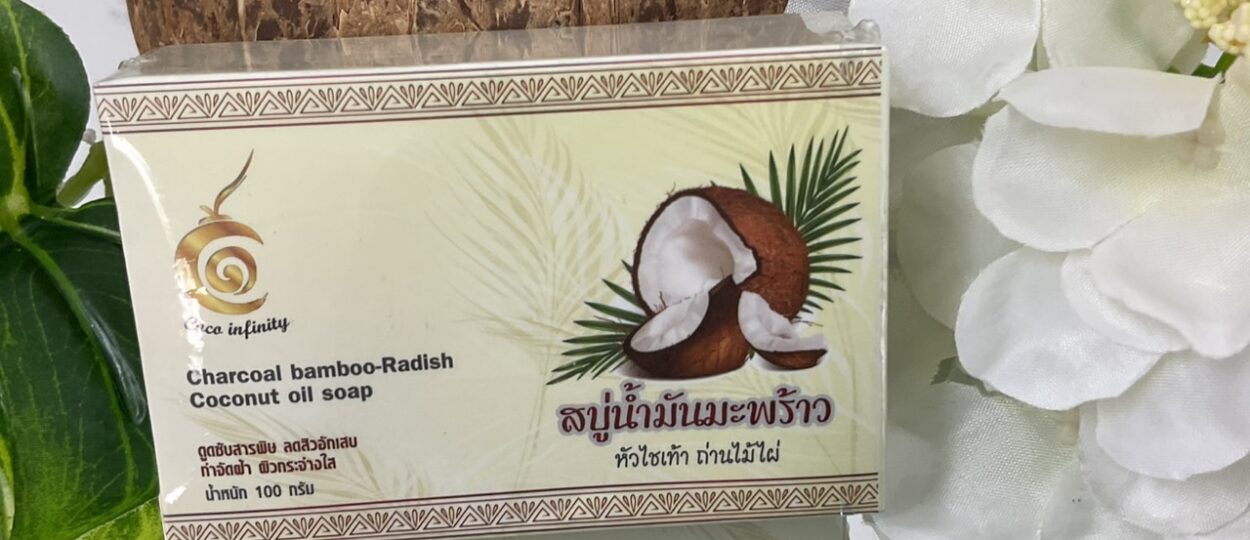 Coco infinity
Charcoal bamboo-Radish
Coconut oil soap
ดูดซับสารพิษ ลดสิวอักเสบ
กำจัดฝ้า ผิวกระจ่างใส
น้ำหนัก 100 กรัม
สบู่น้ำมันมะพร้าว
หัวไชเท้า ถ่านไม้ไผ่